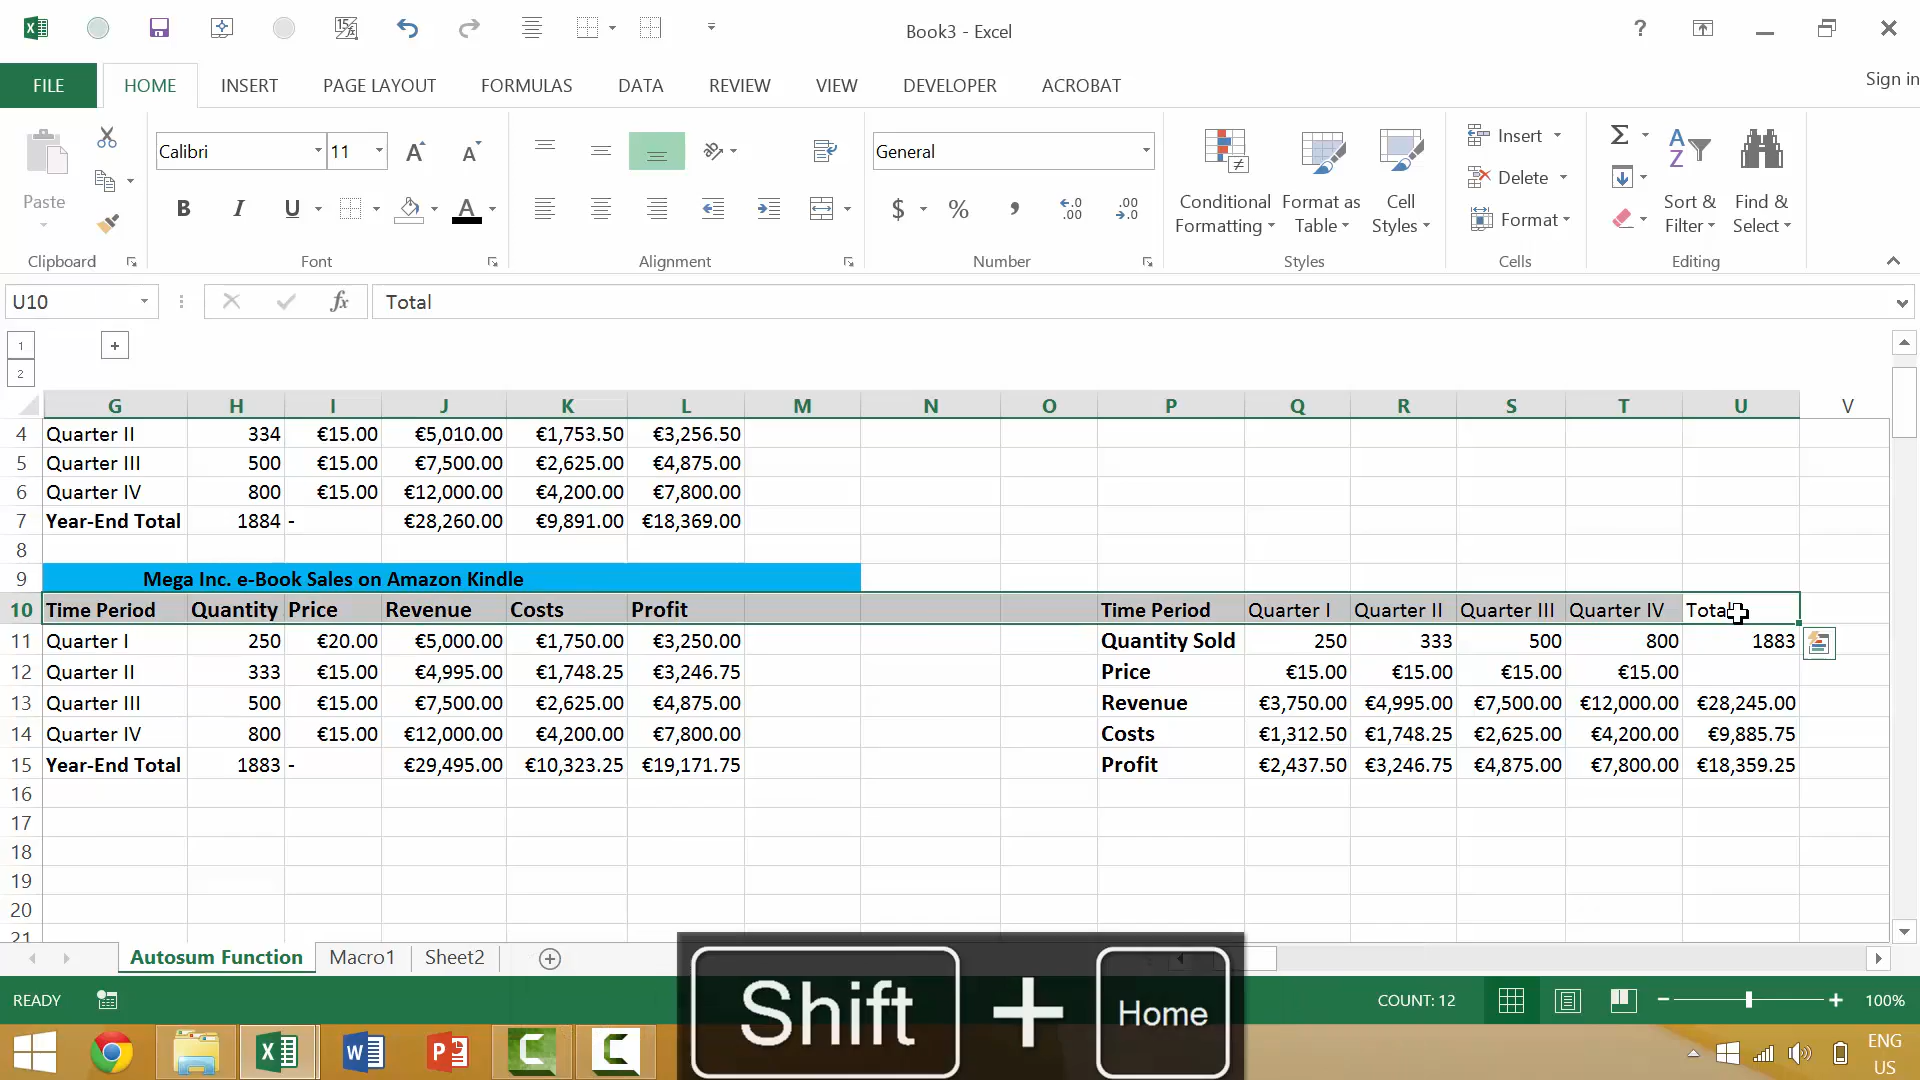 Book3 - Excel
?
Sign in
FILE HOME INSERT PAGE LAYOUT FORMULAS DATA REVIEW VIEW DEVELOPER ACROBAT
Calibri 11 General
Insert
Delete
Format
Paste
B I U A $ % ,
Conditional Formatting
Format as Table
Cell Styles
Sort & Filter
Find & Select
Clipboard Font Alignment Number Styles Cells Editing
U10 fx Total
1 +
2
G H I J K L M N O P Q R S T U V
4 Quarter II 334 €15.00 €5,010.00 €1,753.50 €3,256.50
5 Quarter III 500 €15.00 €7,500.00 €2,625.00 €4,875.00
6 Quarter IV 800 €15.00 €12,000.00 €4,200.00 €7,800.00
7 Year-End Total 1884 - €28,260.00 €9,891.00 €18,369.00
8
9 Mega Inc. e-Book Sales on Amazon Kindle
10 Time Period Quantity Price Revenue Costs Profit Time Period Quarter I Quarter II Quarter III Quarter IV Total
11 Quarter I 250 €20.00 €5,000.00 €1,750.00 €3,250.00 Quantity Sold 250 333 500 800 1883
12 Quarter II 333 €15.00 €4,995.00 €1,748.25 €3,246.75 Price €15.00 €15.00 €15.00 €15.00
13 Quarter III 500 €15.00 €7,500.00 €2,625.00 €4,875.00 Revenue €3,750.00 €4,995.00 €7,500.00 €12,000.00 €28,245.00
14 Quarter IV 800 €15.00 €12,000.00 €4,200.00 €7,800.00 Costs €1,312.50 €1,748.25 €2,625.00 €4,200.00 €9,885.75
15 Year-End Total 1883 - €29,495.00 €10,323.25 €19,171.75 Profit €2,437.50 €3,246.75 €4,875.00 €7,800.00 €18,359.25
16
17
18
19
20
21
Autosum Function Macro1 Sheet2
Shift + Home
READY COUNT: 12 100%
ENG
US